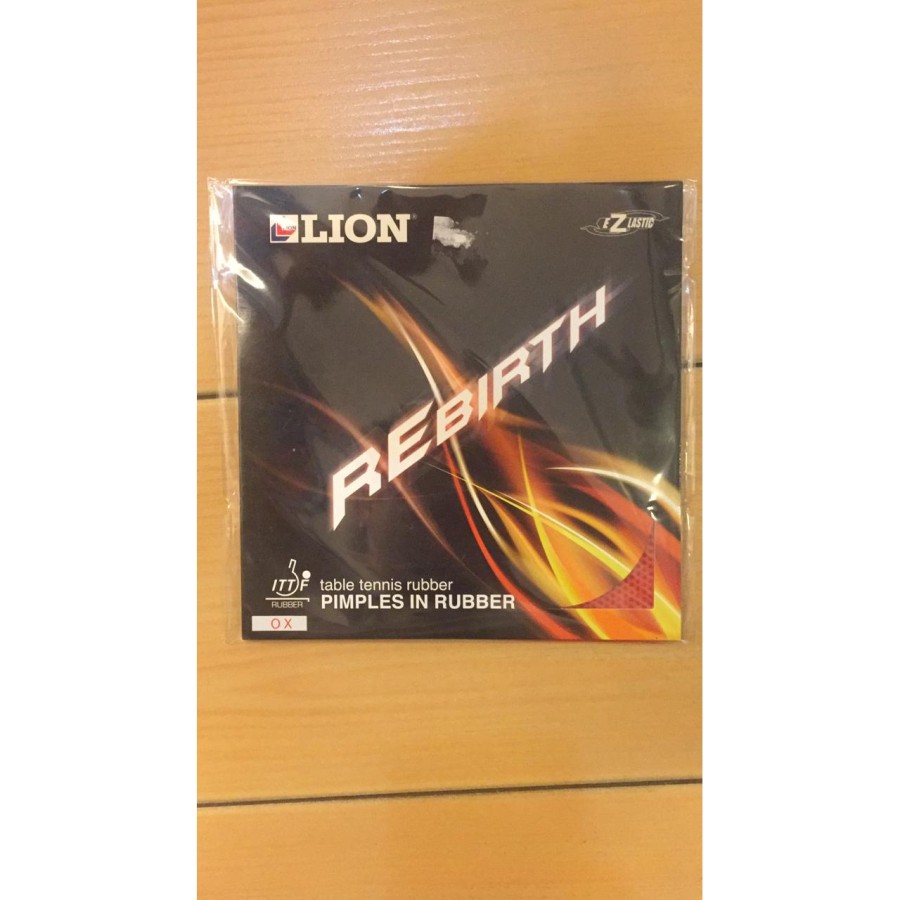 LION
EZLASTIC
REBIRTH
ITTF
RUBBER
table tennis rubber
PIMPLES IN RUBBER
OX